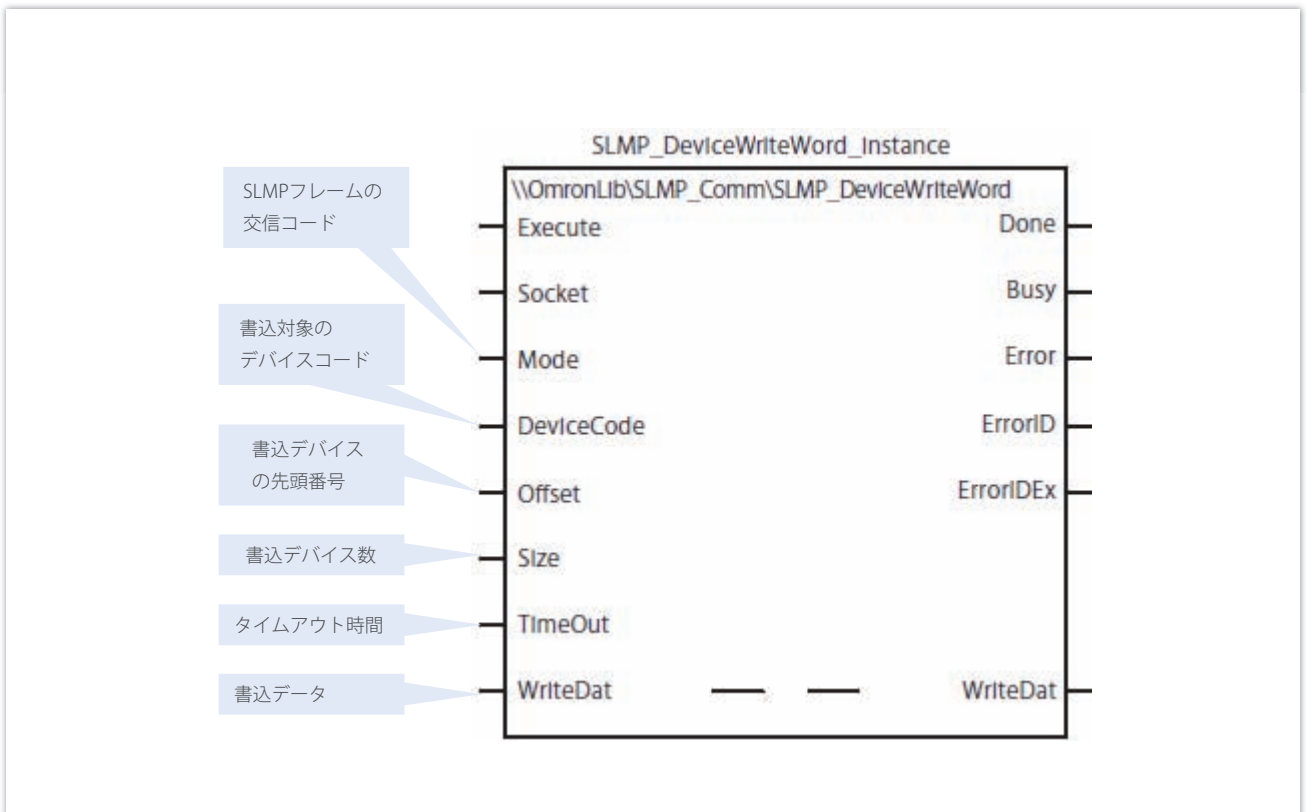 SLMP_DeviceWriteWord_Instance
\\OmronLib\SLMP_Comm\SLMP_DeviceWriteWord
SLMPフレームの
交信コード
Execute
Done
Socket
Busy
書込対象の
デバイスコード
Mode
Error
DeviceCode
ErrorID
書込デバイス
の先頭番号
Offset
ErrorIDEx
書込デバイス数
Size
タイムアウト時間
TimeOut
書込データ
WriteDat
WriteDat